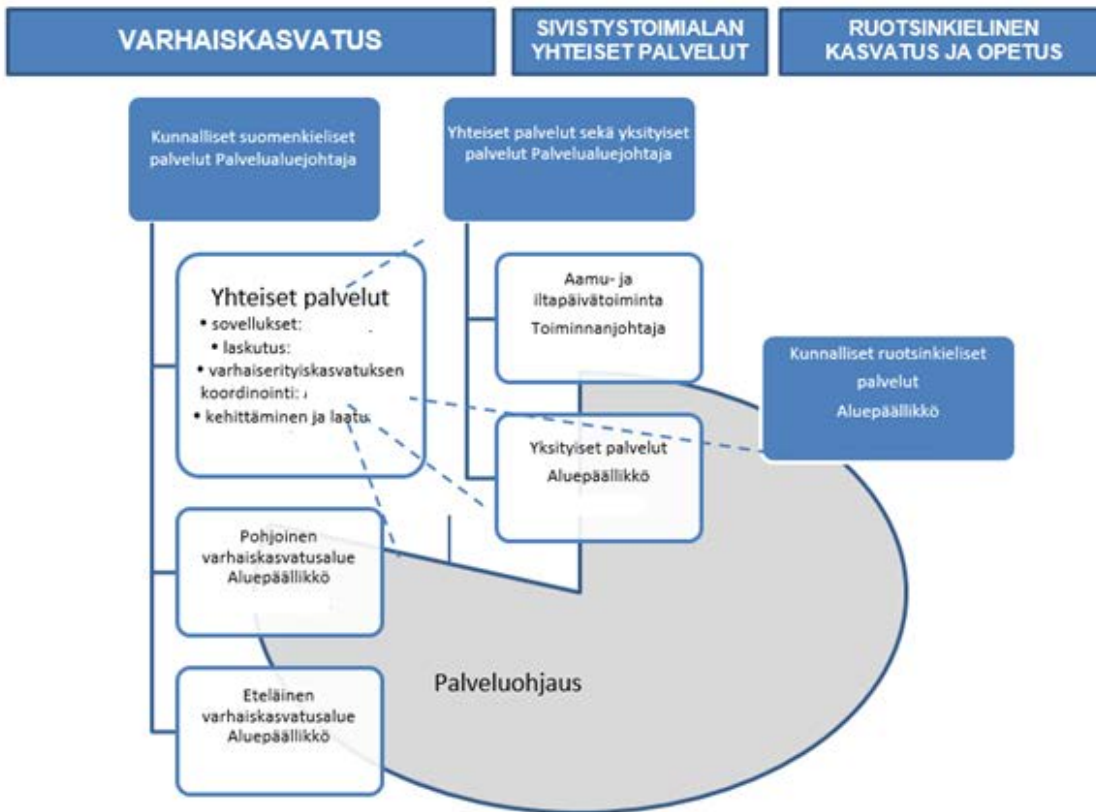 VARHAISKASVATUS
SIVISTYSTOIMIALAN
YHTEISET PALVELUT
RUOTSINKIELINEN
KASVATUS JA OPETUS
Kunnalliset suomenkieliset
palvelut Palvelualuejohtaja
Yhteiset palvelut sekä yksityiset
palvelut Palvelualuejohtaja
Yhteiset palvelut
• sovellukset:
• laskutus:
• varhaiserityiskasvatuksen
koordinointi:
• kehittäminen ja laatu
Aamu- ja
iltapäivätoiminta
Toiminnanjohtaja
Kunnalliset ruotsinkieliset
palvelut
Aluepäällikkö
Yksityiset palvelut
Aluepäällikkö
Pohjoinen
varhaiskasvatusalue
Aluepäällikkö
Palveluohjaus
Eteläinen
varhaiskasvatusalue
Aluepäällikkö